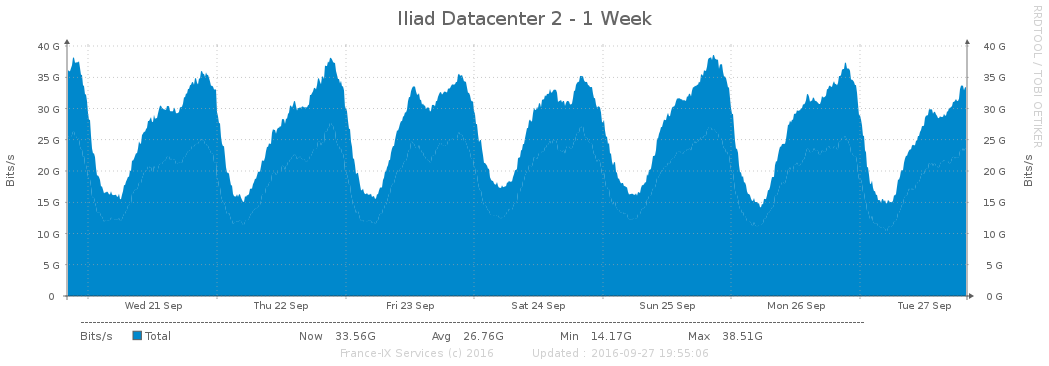 Iliad Datacenter 2 - 1 Week
RRDTOOL / TOBI OETIKER
40 G 40 G
35 G 35 G
30 G 30 G
25 G 25 G
20 G 20 G
15 G 15 G
10 G 10 G
5 G 5 G
0 0 G
Bits/s
Bits/s
Wed 21 Sep Thu 22 Sep Fri 23 Sep Sat 24 Sep Sun 25 Sep Mon 26 Sep Tue 27 Sep
Bits/s Total Now 33.56G Avg 26.76G Min 14.17G Max 38.51G
France-IX Services (c) 2016 Updated : 2016-09-27 19:55:06